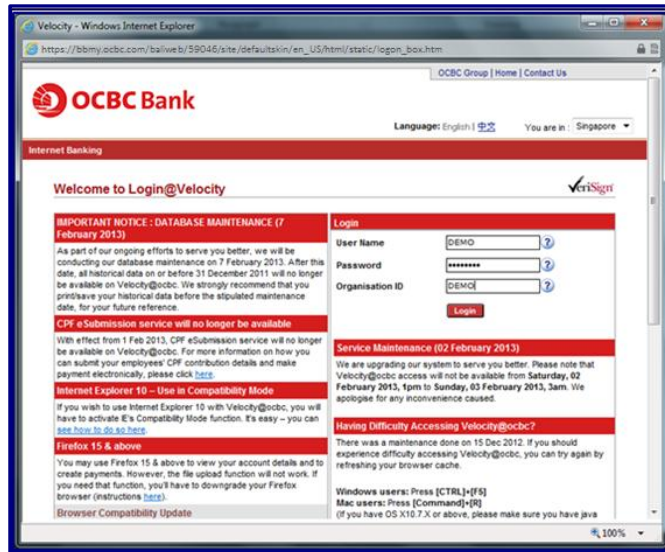 Velocity - Windows Internet Explorer
https://bbmy.ocbc.com/baliweb/59046/site/defaultskin/en_US/html/static/logon_box.htm
OCBC Group | Home | Contact Us
OCBC Bank
Language: English | 中文 You are in : Singapore
Internet Banking
Welcome to Login@Velocity
VeriSign
IMPORTANT NOTICE : DATABASE MAINTENANCE (7
February 2013)
As part of our ongoing efforts to serve you better, we will be
conducting our database maintenance on 7 February 2013. After this
date, all historical data on or before 31 December 2011 will no longer
be available on Velocity@ocbc. We strongly recommend that you
print/save your historical data before the stipulated maintenance
date, for your future reference.
CPF eSubmission service will no longer be available
With effect from 1 Feb 2013, CPF eSubmission service will no longer
be available on Velocity@ocbc. For more information on how you
can submit your employees' CPF contribution details and make
payment electronically, please click here.
Internet Explorer 10 – Use in Compatibility Mode
If you wish to use Internet Explorer 10 with Velocity@ocbc, you will
have to activate IE's Compatibility Mode function. It's easy – you can
see how to do so here.
Firefox 15 & above
You may use Firefox 15 & above to view your account details and to
create payments. However, the file upload function will not work. If
you need that function, you'll have to downgrade your Firefox
browser (instructions here).
Browser Compatibility Update
Login
User Name DEMO ?
Password •••••••• ?
Organisation ID DEMO ?
Login
Service Maintenance (02 February 2013)
We are upgrading our system to serve you better. Please note that
Velocity@ocbc access will not be available from Saturday, 02
February 2013, 1pm to Sunday, 03 February 2013, 3am. We
apologise for any inconvenience caused.
Having Difficulty Accessing Velocity@ocbc?
There was a maintenance done on 15 Dec 2012. If you should
experience difficulty accessing Velocity@ocbc, you can try again by
refreshing your browser cache.
Windows users: Press [CTRL]+[F5]
Mac users: Press [Command]+[R]
(If you have OS X10.7.X or above, please make sure you have java
100%